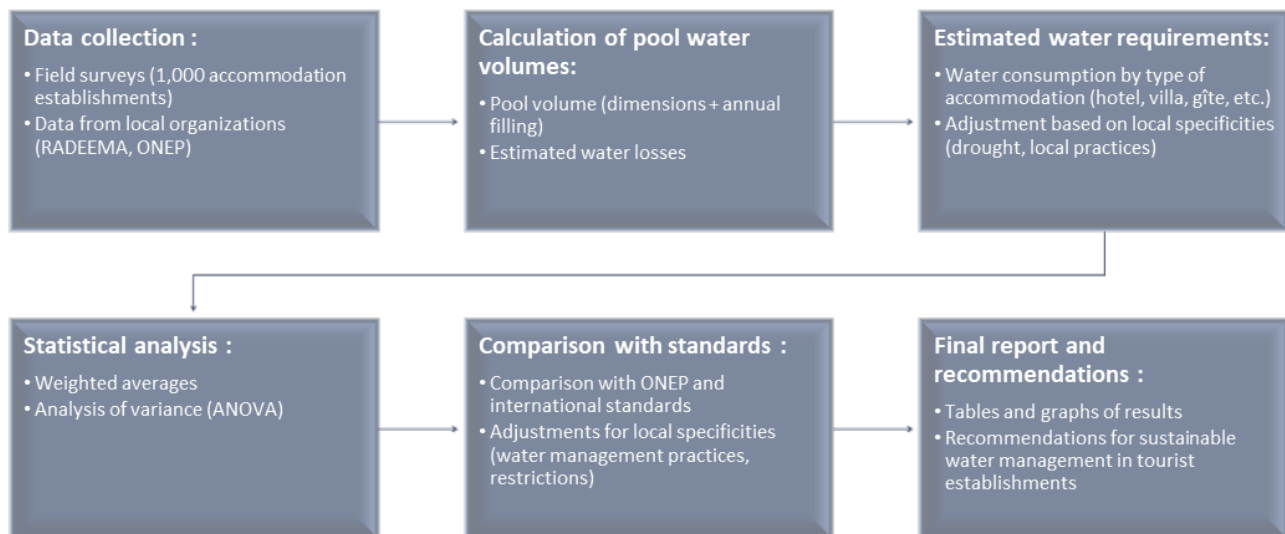 Data collection :
• Field surveys (1,000 accommodation
establishments)
• Data from local organizations
(RADEEMA, ONEP)
Calculation of pool water
volumes:
• Pool volume (dimensions + annual
filling)
• Estimated water losses
Estimated water requirements:
• Water consumption by type of
accommodation (hotel, villa, gîte, etc.)
• Adjustment based on local specificities
(drought, local practices)
Statistical analysis :
• Weighted averages
• Analysis of variance (ANOVA)
Comparison with standards :
• Comparison with ONEP and
international standards
• Adjustments for local specificities
(water management practices,
restrictions)
Final report and
recommendations :
• Tables and graphs of results
• Recommendations for sustainable
water management in tourist
establishments